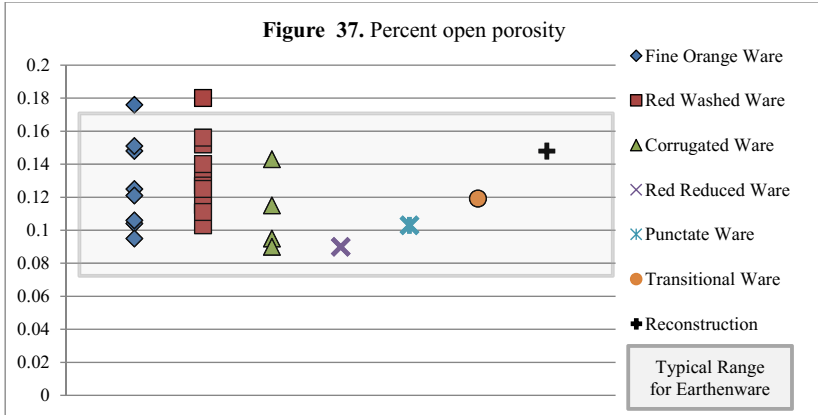 Figure 37. Percent open porosity
0.2
0.18
0.16
0.14
0.12
0.1
0.08
0.06
0.04
0.02
0
Fine Orange Ware
Red Washed Ware
Corrugated Ware
Red Reduced Ware
Punctate Ware
Transitional Ware
Reconstruction
Typical Range
for Earthenware